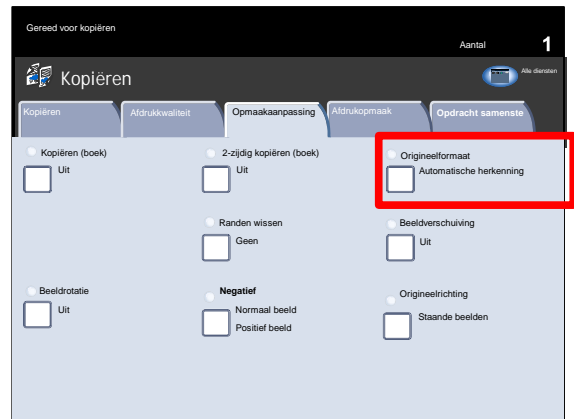 Gereed voor kopiëren
Aantal 1
Kopiëren
Alle diensten
Kopiëren
Afdrukkwaliteit
Opmaakaanpassing
Afdrukopmaak
Opdracht samenste
Kopiëren (boek)
Uit
2-zijdig kopiëren (boek)
Uit
Origineelformaat
Automatische herkenning
Randen wissen
Geen
Beeldverschuiving
Uit
Beeldrotatie
Uit
Negatief
Normaal beeld
Positief beeld
Origineelrichting
Staande beelden